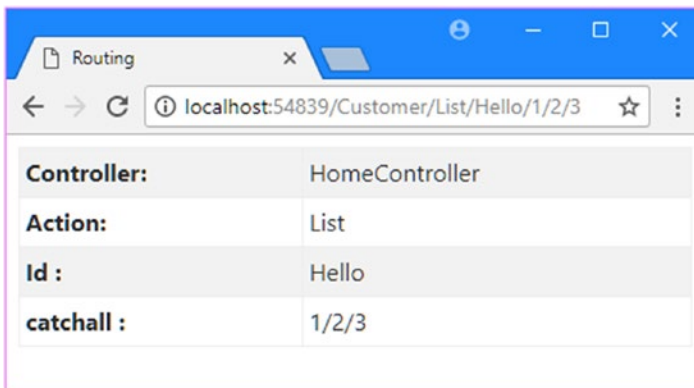 Routing
localhost:54839/Customer/List/Hello/1/2/3
Controller: HomeController
Action: List
Id : Hello
catchall : 1/2/3